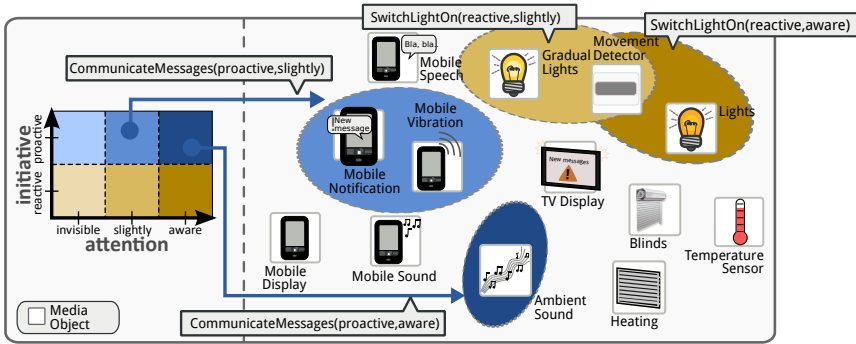 SwitchLightOn(reactive,slightly)
SwitchLightOn(reactive,aware)
CommunicateMessages(proactive,slightly)
Bla, bla..
Mobile
Speech
Gradual
Lights
Movement
Detector
Lights
New
message
Mobile
Vibration
Mobile
Notification
New messages
TV Display
initiative
reactive proactive
invisible slightly aware
attention
Mobile
Display
Mobile Sound
Ambient
Sound
Blinds
Temperature
Sensor
Heating
Media
Object
CommunicateMessages(proactive,aware)